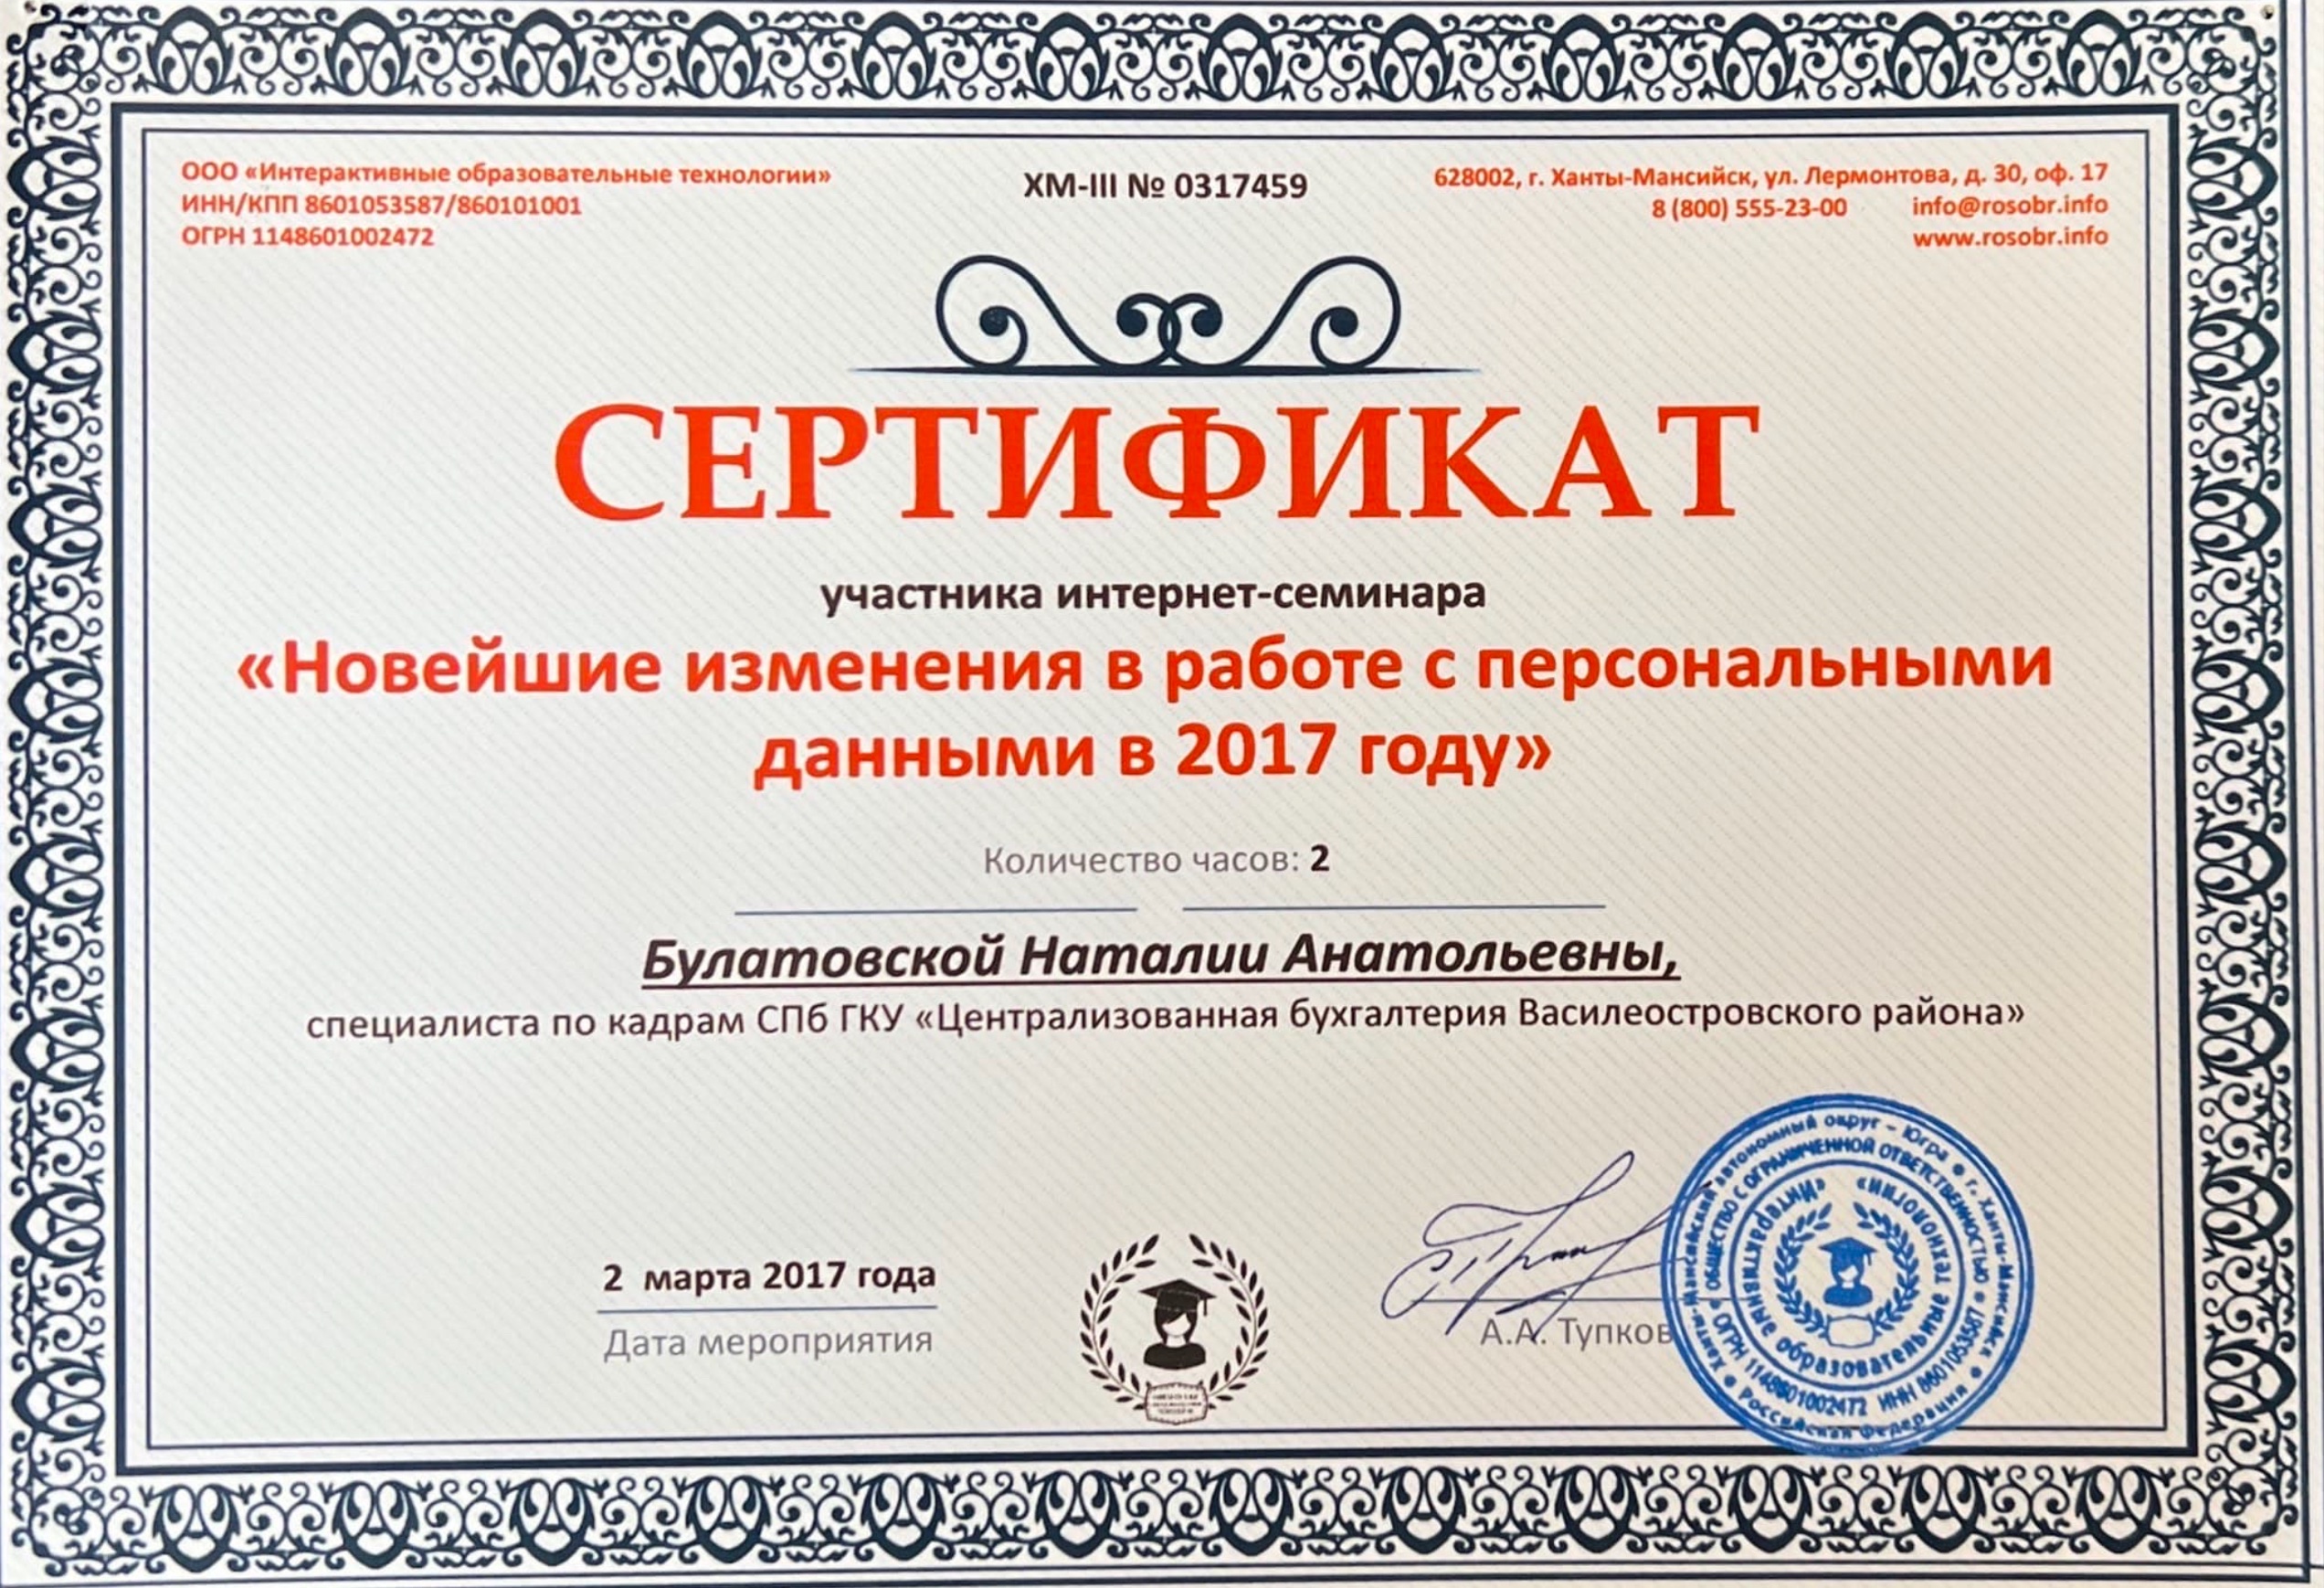 ООО «Интерактивные образовательные технологии»
ИНН/КПП 8601053587/860101001
ОГРН 1148601002472
ХМ-III № 0317459
628002, г. Ханты-Мансийск, ул. Лермонтова, д. 30, оф. 17
8 (800) 555-23-00 info@rosobr.info
www.rosobr.info
СЕРТИФИКАТ
участника интернет-семинара
«Новейшие изменения в работе с персональными
данными в 2017 году»
Количество часов: 2
Булатовской Наталии Анатольевны,
специалиста по кадрам СПб ГКУ «Централизованная бухгалтерия Василеостровского района»
2 марта 2017 года
Дата мероприятия
А.А. Тупков
Ханты-Мансийский автономный округ – Югра • г. Ханты-Мансийск • Российская Федерация
ОБЩЕСТВО С ОГРАНИЧЕННОЙ ОТВЕТСТВЕННОСТЬЮ
ОГРН 1148601002472 ИНН 8601053587
«Интерактивные образовательные технологии»